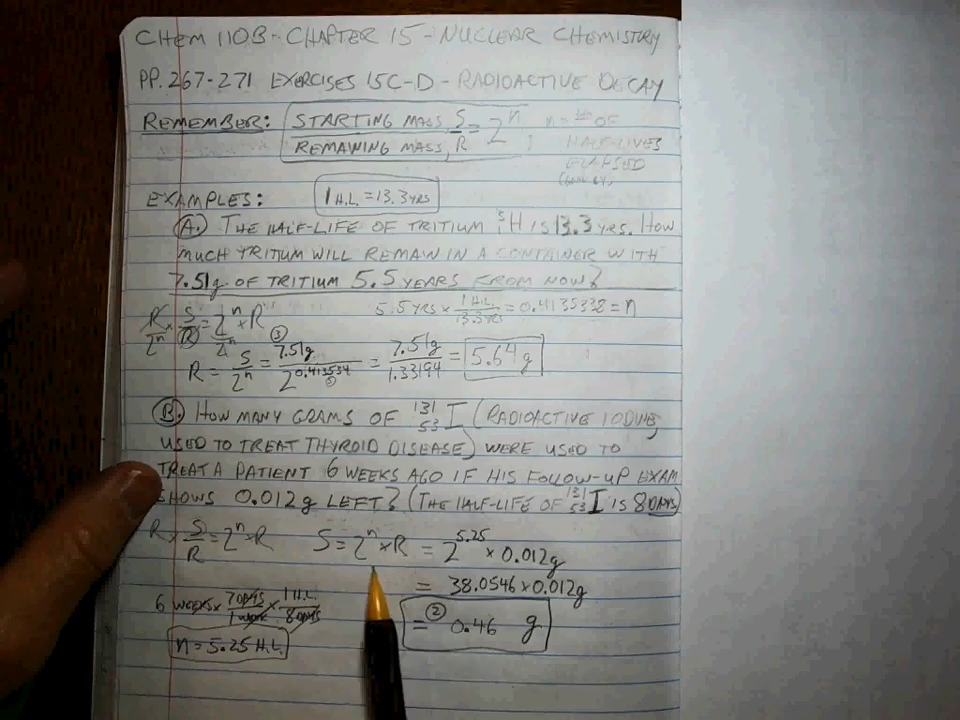 CHEM 110B - CHAPTER 15 - NUCLEAR CHEMISTRY
PP. 267-271 EXERCISES 15C-D - RADIOACTIVE DECAY
REMEMBER: STARTING MASS, S / REMAINING MASS, R = 2^n n = OF HALF-LIVES ELAPSED
EXAMPLES: 1 H.L. = 13.3 YRS
A.) THE HALF-LIFE OF TRITIUM H IS 13.3 YRS. HOW
MUCH TRITIUM WILL REMAIN IN A CONTAINER WITH
7.51g OF TRITIUM 5.5 YEARS FROM NOW?
R/2^n × S/R = 2^n/2^n × R 5.5 YRS × 1 H.L./13.3 YRS = 0.4135338 = n
R = S/2^n = 7.51g/2^0.413534 = 7.51g/1.33194 = 5.64 g
B.) HOW MANY GRAMS OF 131 53 I (RADIOACTIVE IODINE,
USED TO TREAT THYROID DISEASE) WERE USED TO
TREAT A PATIENT 6 WEEKS AGO IF HIS FOLLOW-UP EXAM
SHOWS 0.012g LEFT? (THE HALF-LIFE OF 131 53 I IS 8 DAYS)
R × S/R = 2^n × R S = 2^n × R = 2^5.25 × 0.012g
= 38.0546 × 0.012g
6 WEEKS × 7 DAYS/1 WEEK × 1 H.L./8 DAYS
= 0.46 g
n = 5.25 H.L.